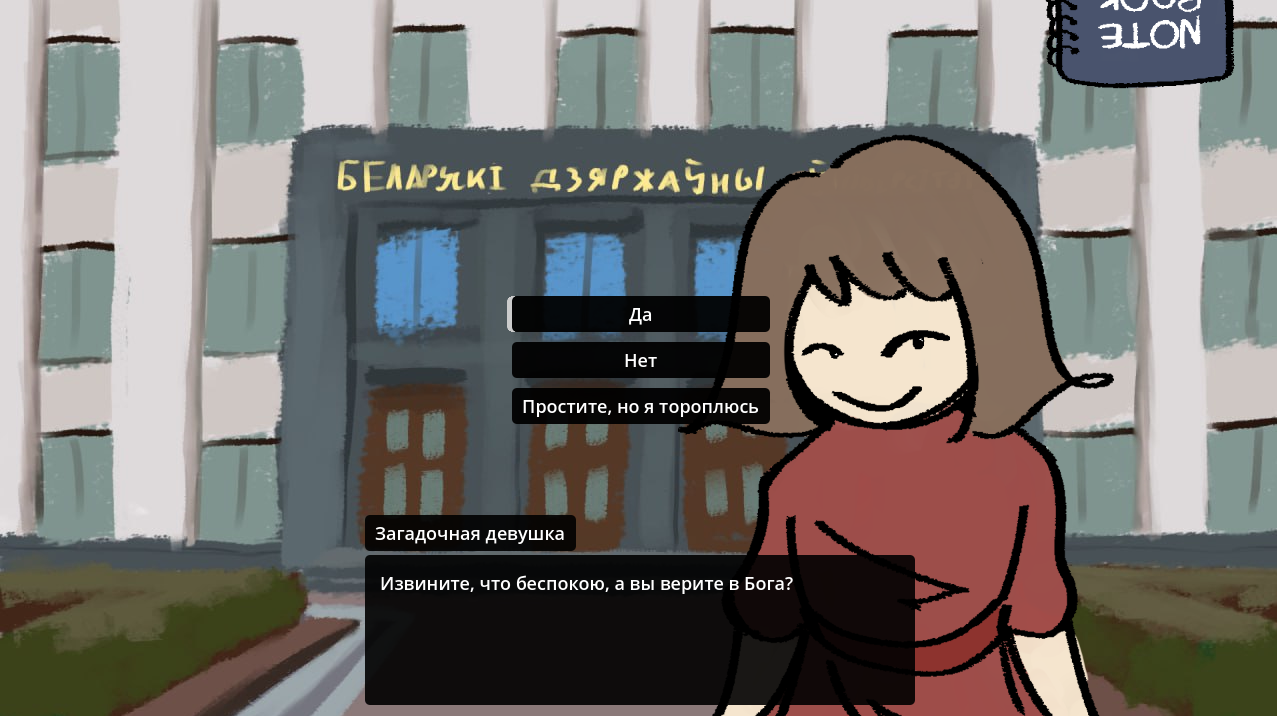 NOTE
BOOK
БЕЛАРУСКІ ДЗЯРЖАЎНЫ
Да
Нет
Простите, но я тороплюсь
Загадочная девушка
Извините, что беспокою, а вы верите в Бога?